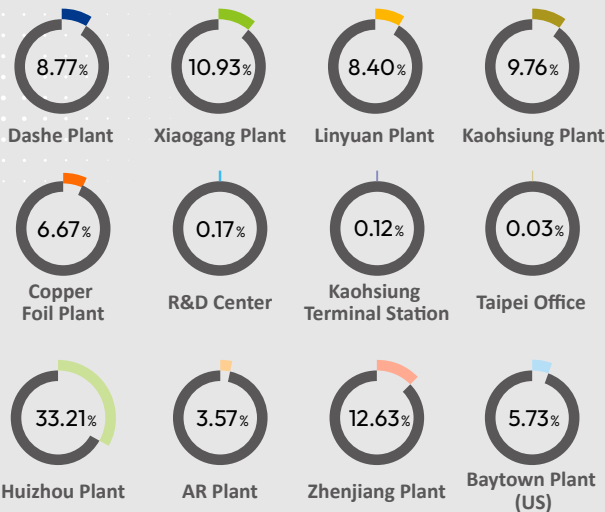 8.77%
10.93%
8.40%
9.76%
Dashe Plant
Xiaogang Plant
Linyuan Plant
Kaohsiung Plant
6.67%
0.17%
0.12%
0.03%
Copper
Foil Plant
R&D Center
Kaohsiung
Terminal Station
Taipei Office
33.21%
3.57%
12.63%
5.73%
Huizhou Plant
AR Plant
Zhenjiang Plant
Baytown Plant
(US)